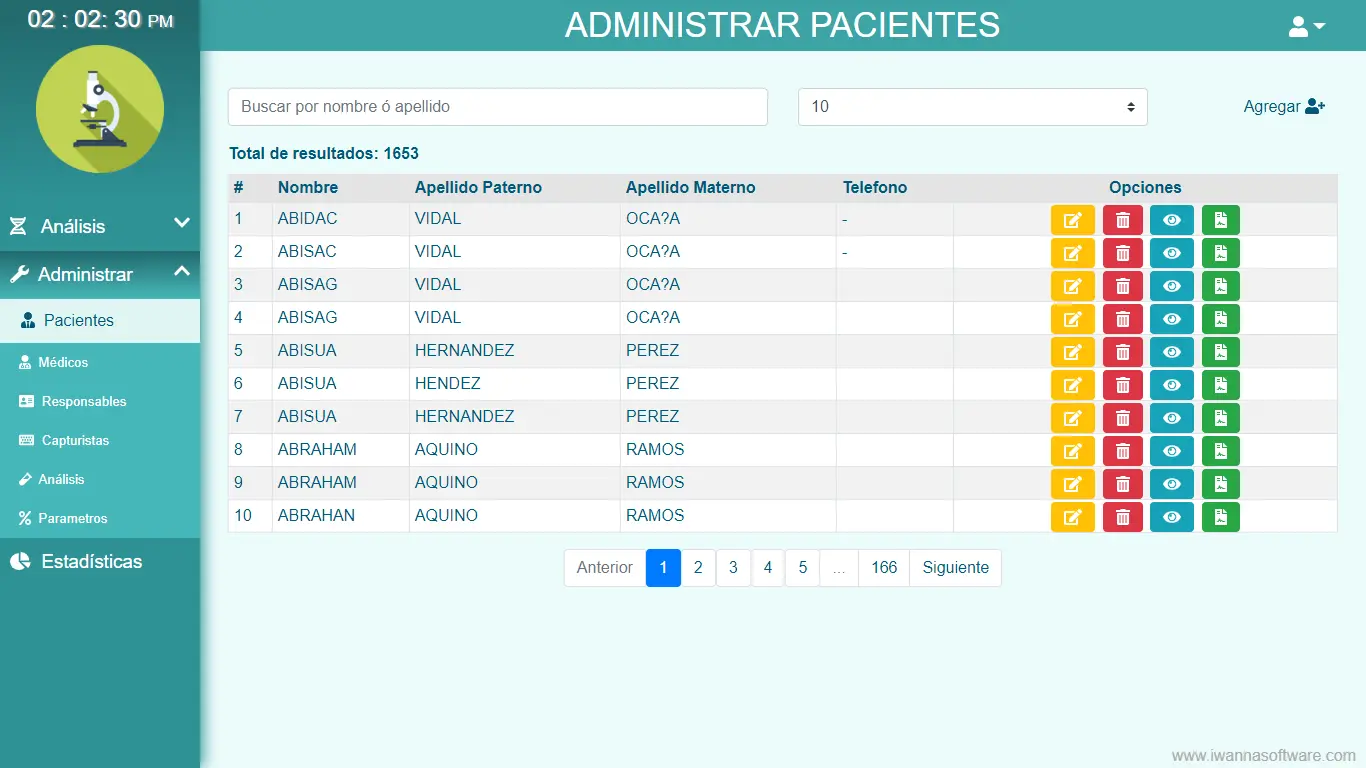 02 : 02: 30 PM
ADMINISTRAR PACIENTES
Buscar por nombre ó apellido
10
Agregar
Total de resultados: 1653
# Nombre Apellido Paterno Apellido Materno Telefono Opciones
1 ABIDAC VIDAL OCA?A -
2 ABISAC VIDAL OCA?A -
3 ABISAG VIDAL OCA?A
4 ABISAG VIDAL OCA?A
5 ABISUA HERNANDEZ PEREZ
6 ABISUA HENDEZ PEREZ
7 ABISUA HERNANDEZ PEREZ
8 ABRAHAM AQUINO RAMOS
9 ABRAHAM AQUINO RAMOS
10 ABRAHAN AQUINO RAMOS
Anterior 1 2 3 4 5 ... 166 Siguiente
Análisis
Administrar
Pacientes
Médicos
Responsables
Capturistas
Análisis
Parametros
Estadísticas
www.iwannasoftware.com